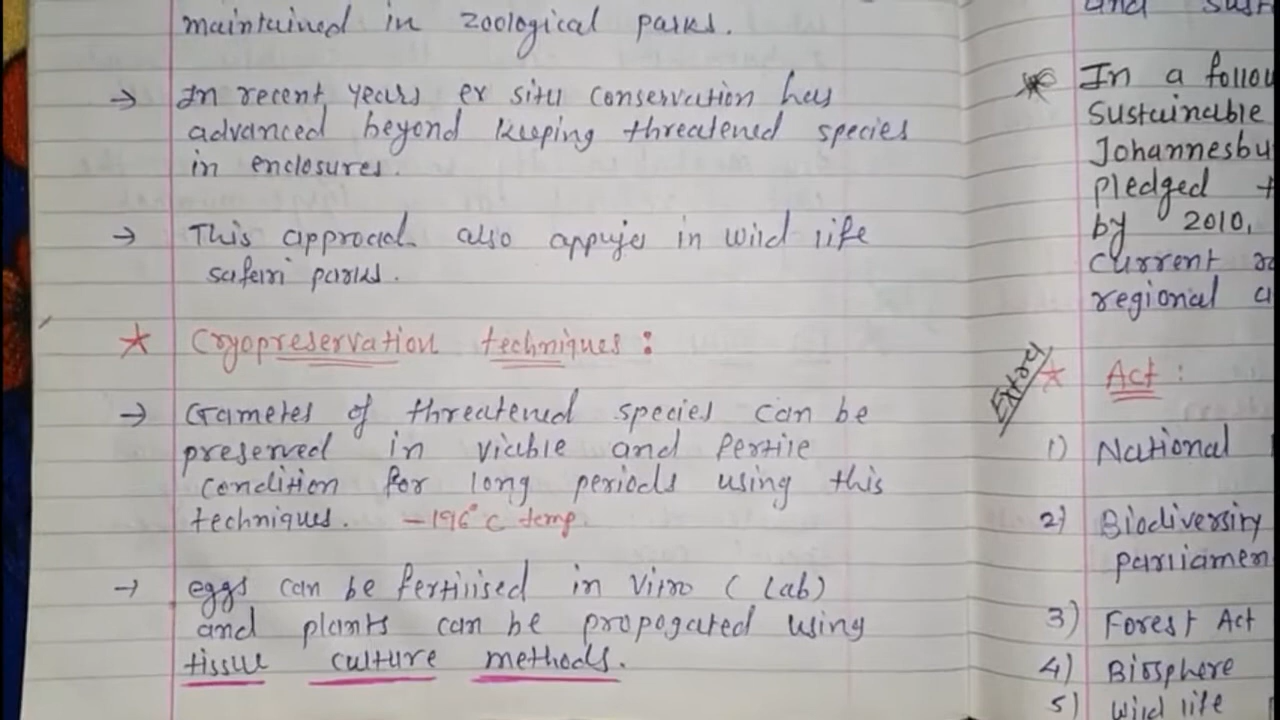 maintained in zoological parks.
→ In recent years ex situ conservation has
advanced beyond keeping threatened species
in enclosures.
→ This approach also applies in wild life
safari parks.
★ Cryopreservation techniques :
→ Gametes of threatened species can be
preserved in viable and fertile
condition for long periods using this
techniques. -196°C temp.
→ eggs can be fertilised in vitro (Lab)
and plants can be propogated using
tissue culture methods.
and
In a
Sustainable
pledged
by 2010,
current
regional
Extra
★ Act :
1) National
2) Biodiversity
3) Forest Act
4) Biosphere
5) Wild life